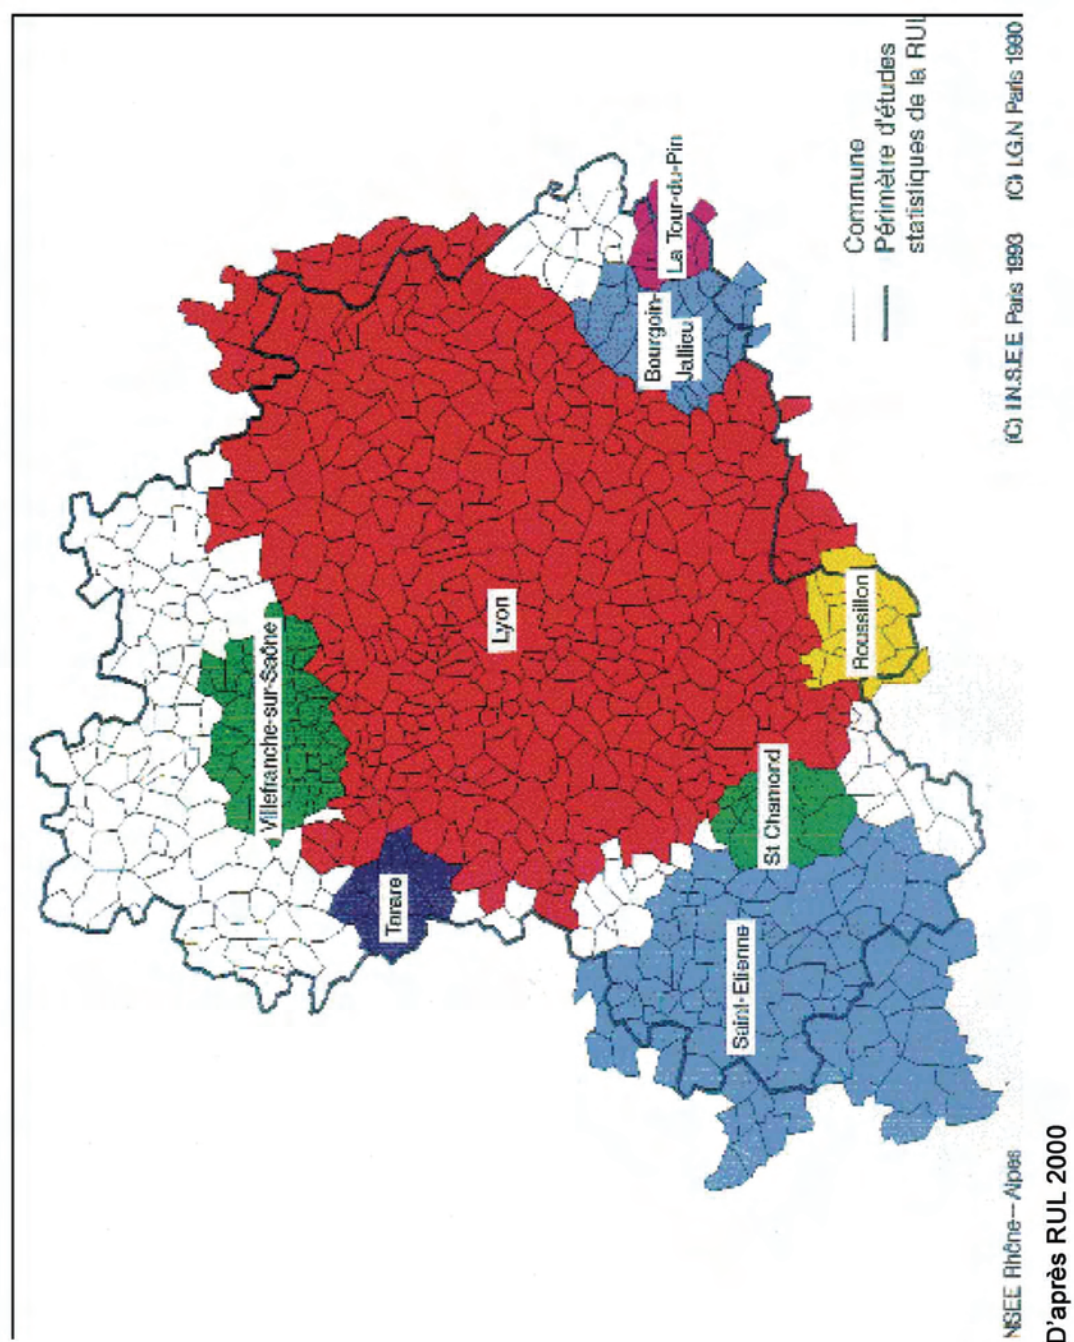 Villefranche-sur-Saône
Tarare
Lyon
Bourgoin-
Jallieu
La Tour-du-Pin
St Chamond
Roussillon
Saint-Etienne
Commune
Périmètre d'études
statistiques de la RUL
NSEE Rhône-Alpes
(C) I.N.S.E.E. Paris 1993
(C) I.G.N Paris 1990
D'après RUL 2000